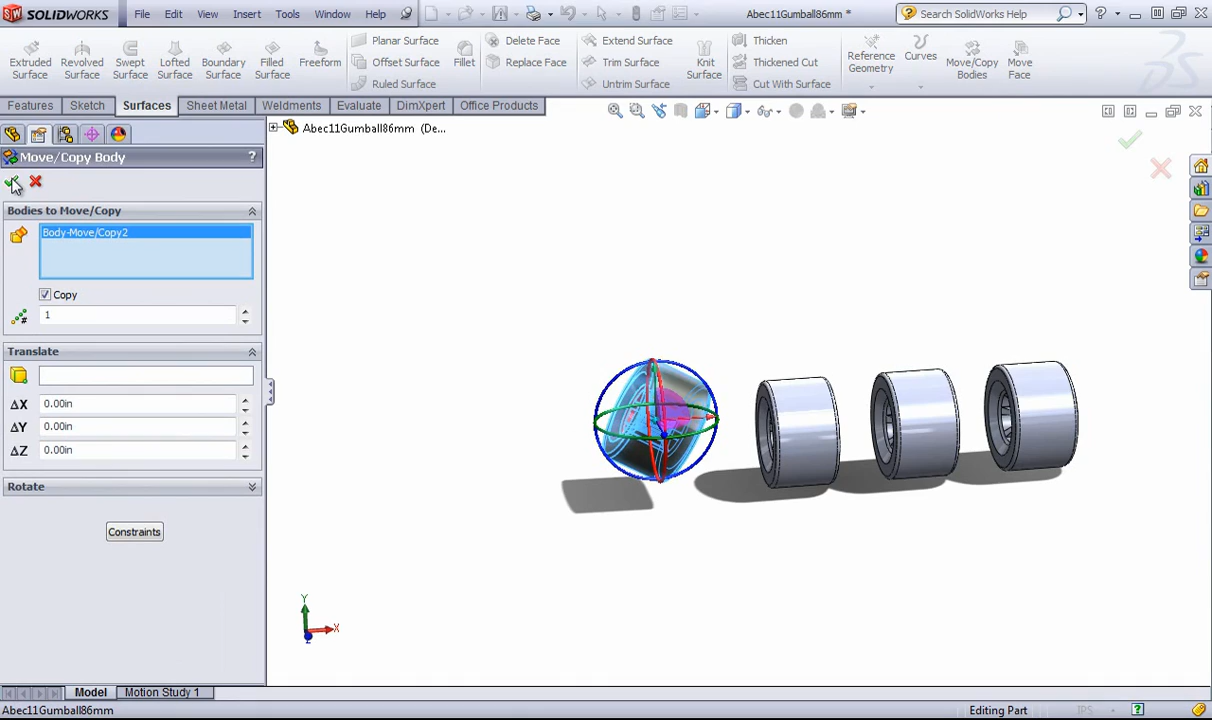 SOLIDWORKS File Edit View Insert Tools Window Help Abec11Gumball86mm * Search SolidWorks Help
Extruded Surface
Revolved Surface
Swept Surface
Lofted Surface
Boundary Surface
Filled Surface
Freeform
Planar Surface
Offset Surface
Ruled Surface
Fillet
Delete Face
Replace Face
Extend Surface
Trim Surface
Untrim Surface
Knit Surface
Thicken
Thickened Cut
Cut With Surface
Reference Geometry
Curves
Move/Copy Bodies
Move Face
Features Sketch Surfaces Sheet Metal Weldments Evaluate DimXpert Office Products
Abec11Gumball86mm (De...
Move/Copy Body ?
Bodies to Move/Copy
Body-Move/Copy2
Copy
1
Translate
ΔX 0.00in
ΔY 0.00in
ΔZ 0.00in
Rotate
Constraints
Y
X
Z
Model Motion Study 1
Abec11Gumball86mm Editing Part IPS